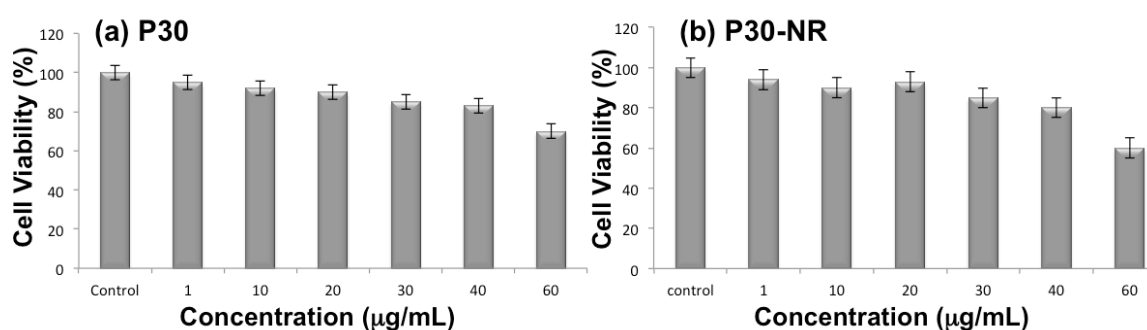 (a) P30
Cell Viability (%)
120
100
80
60
40
20
0
Control 1 10 20 30 40 60
Concentration (μg/mL)
(b) P30-NR
Cell Viability (%)
120
100
80
60
40
20
0
control 1 10 20 30 40 60
Concentration (μg/mL)